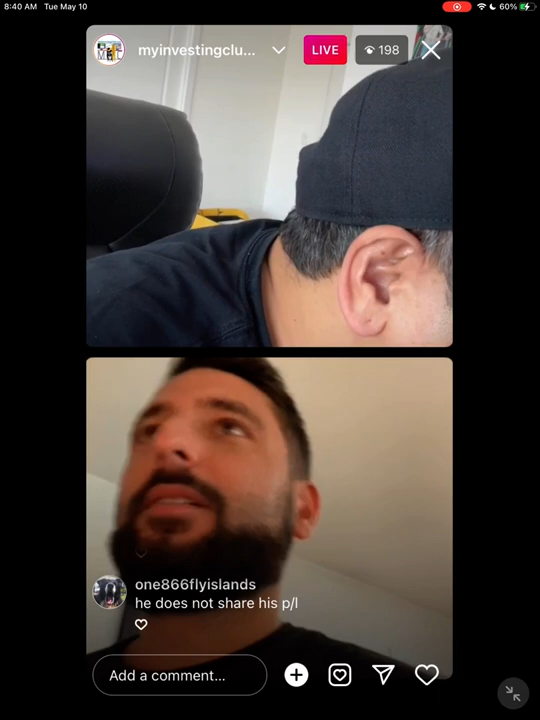 8:40 AM Tue May 10
60%
myinvestingclu...
LIVE
198
one866flyislands
he does not share his p/l
Add a comment...